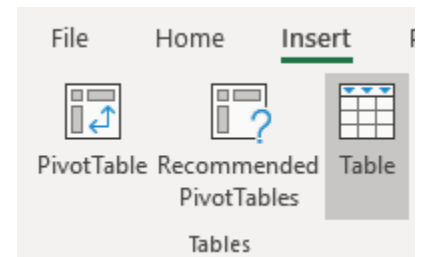 File Home Insert
PivotTable Recommended Table
PivotTables
Tables